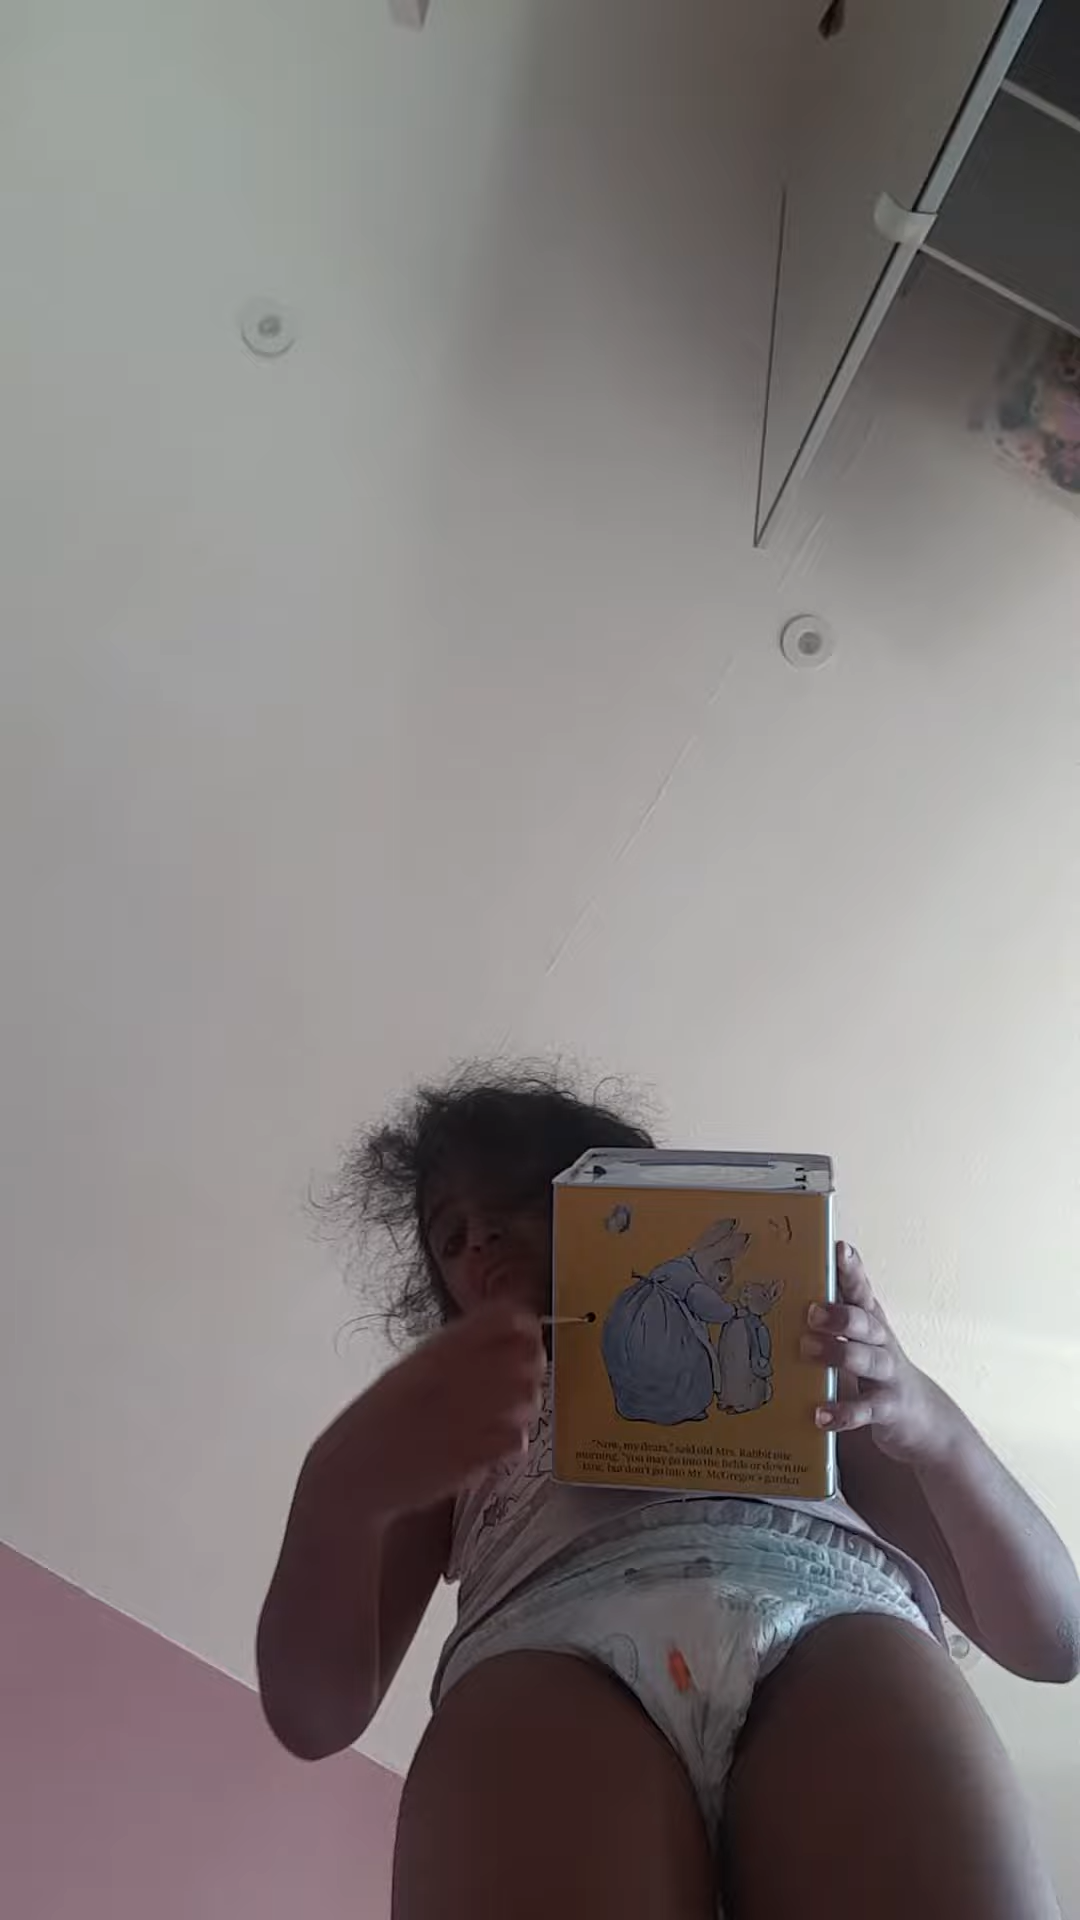 "Now, my dears," said old Mrs. Rabbit one
morning, "you may go into the fields or down the
lane, but don't go into Mr. McGregor's garden